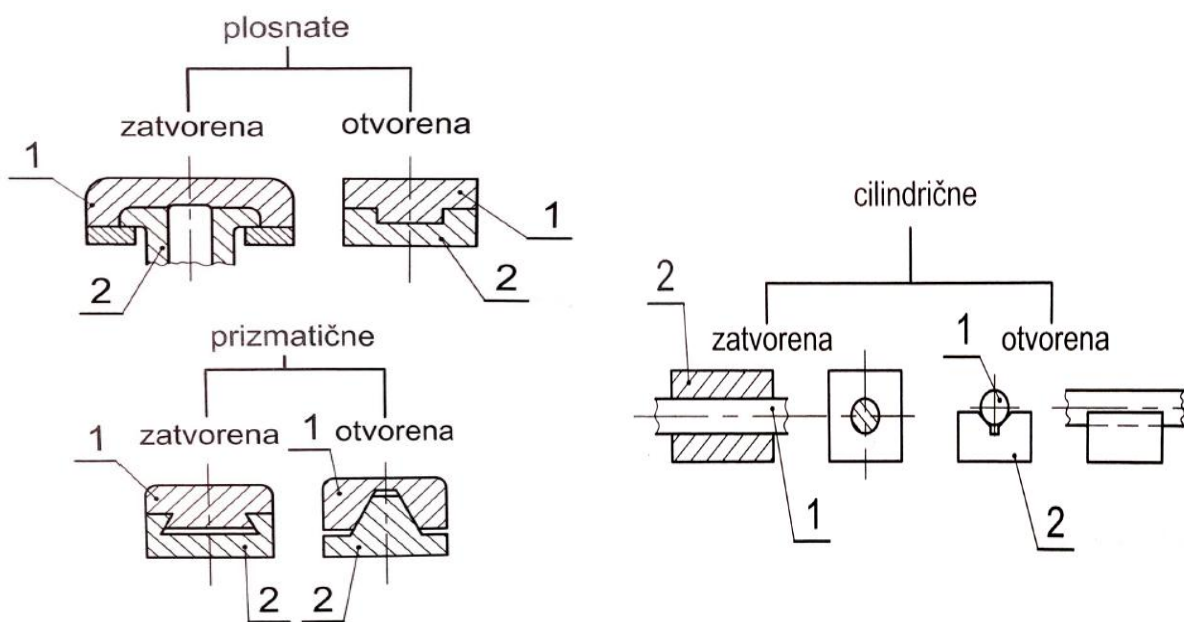 plosnate
zatvorena otvorena
1
1
2
2
prizmatične
1 zatvorena 1 otvorena
2 2
cilindrične
2
zatvorena 1 otvorena
1
2